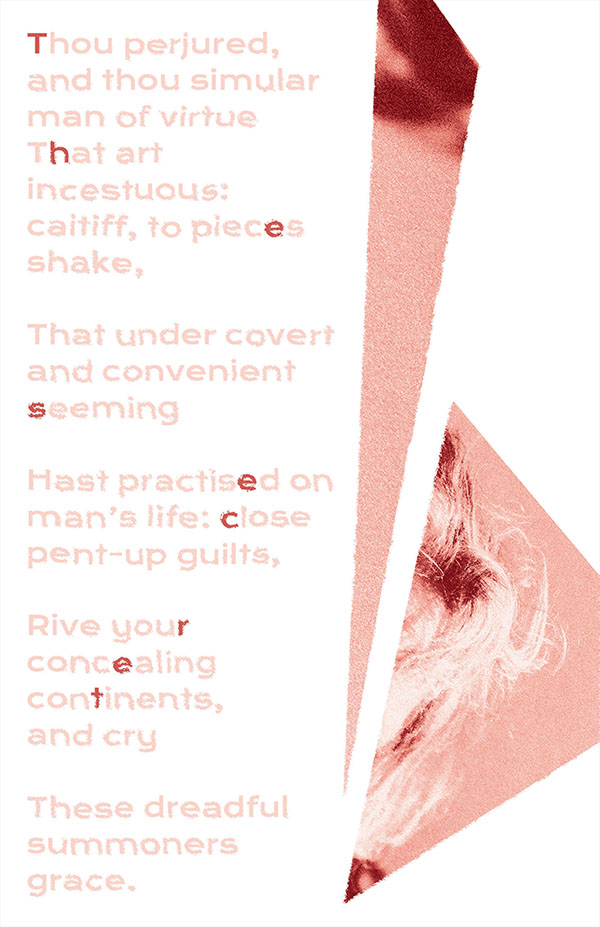 Thou perjured,
and thou simular
man of virtue
That art
incestuous:
caitiff, to pieces
shake,
That under covert
and convenient
seeming
Hast practised on
man's life: close
pent-up guilts,
Rive your
concealing
continents,
and cry
These dreadful
summoners
grace.